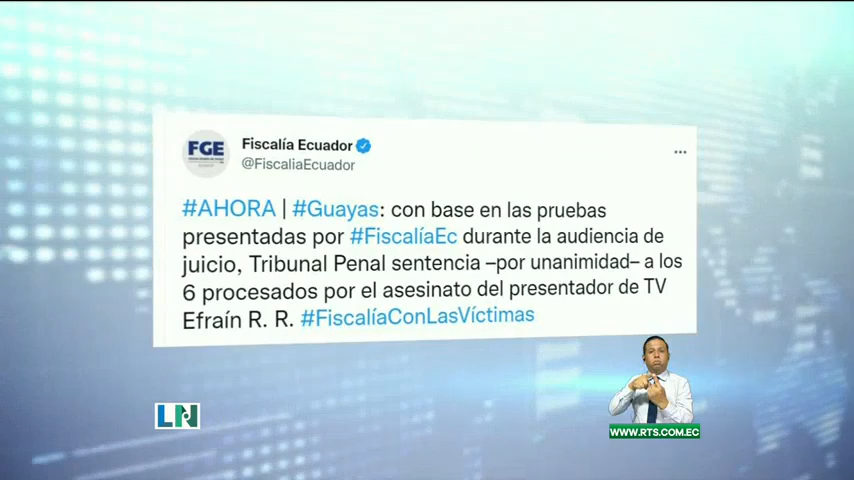 FGE
Fiscalía Ecuador
@FiscaliaEcuador
#AHORA | #Guayas: con base en las pruebas
presentadas por #FiscalíaEc durante la audiencia de
juicio, Tribunal Penal sentencia –por unanimidad– a los
6 procesados por el asesinato del presentador de TV
Efraín R. R. #FiscalíaConLasVíctimas
LN
WWW.RTS.COM.EC